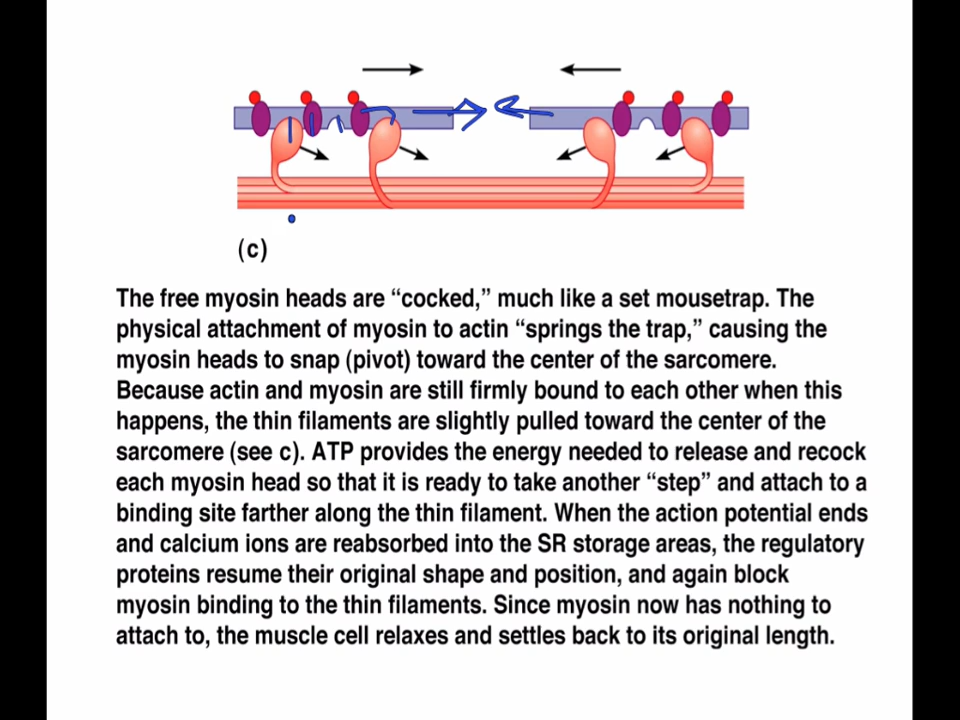 (c)
The free myosin heads are “cocked,” much like a set mousetrap. The
physical attachment of myosin to actin “springs the trap,” causing the
myosin heads to snap (pivot) toward the center of the sarcomere.
Because actin and myosin are still firmly bound to each other when this
happens, the thin filaments are slightly pulled toward the center of the
sarcomere (see c). ATP provides the energy needed to release and recock
each myosin head so that it is ready to take another “step” and attach to a
binding site farther along the thin filament. When the action potential ends
and calcium ions are reabsorbed into the SR storage areas, the regulatory
proteins resume their original shape and position, and again block
myosin binding to the thin filaments. Since myosin now has nothing to
attach to, the muscle cell relaxes and settles back to its original length.